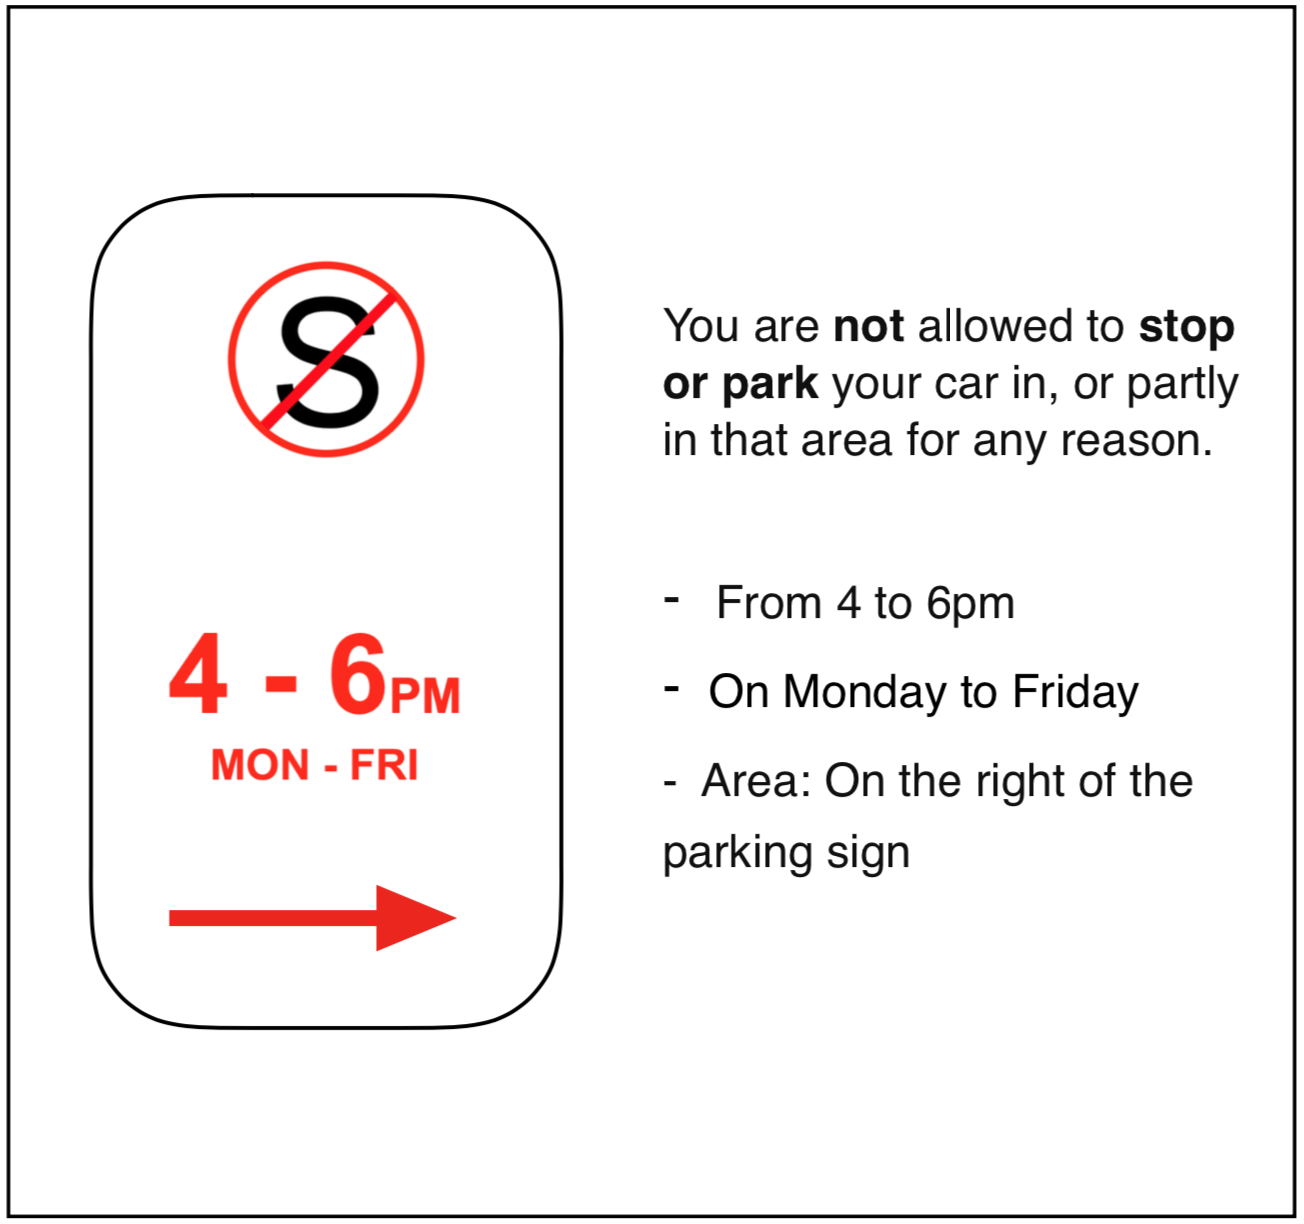 S
4 - 6PM
MON - FRI
You are not allowed to stop
or park your car in, or partly
in that area for any reason.
- From 4 to 6pm
- On Monday to Friday
- Area: On the right of the
parking sign